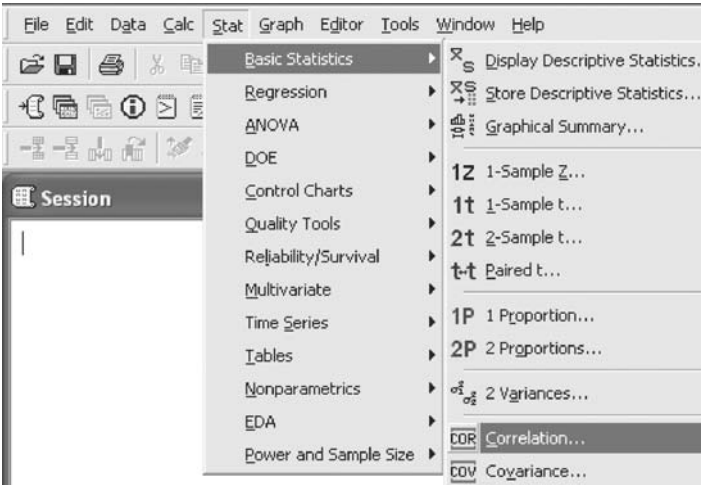 File Edit Data Calc Stat Graph Editor Tools Window Help
Session
Basic Statistics
Regression
ANOVA
DOE
Control Charts
Quality Tools
Reliability/Survival
Multivariate
Time Series
Tables
Nonparametrics
EDA
Power and Sample Size
X S Display Descriptive Statistics...
X S Store Descriptive Statistics...
Graphical Summary...
1Z 1-Sample Z...
1t 1-Sample t...
2t 2-Sample t...
t-t Paired t...
1P 1 Proportion...
2P 2 Proportions...
σ² σ² 2 Variances...
COR Correlation...
COV Covariance...